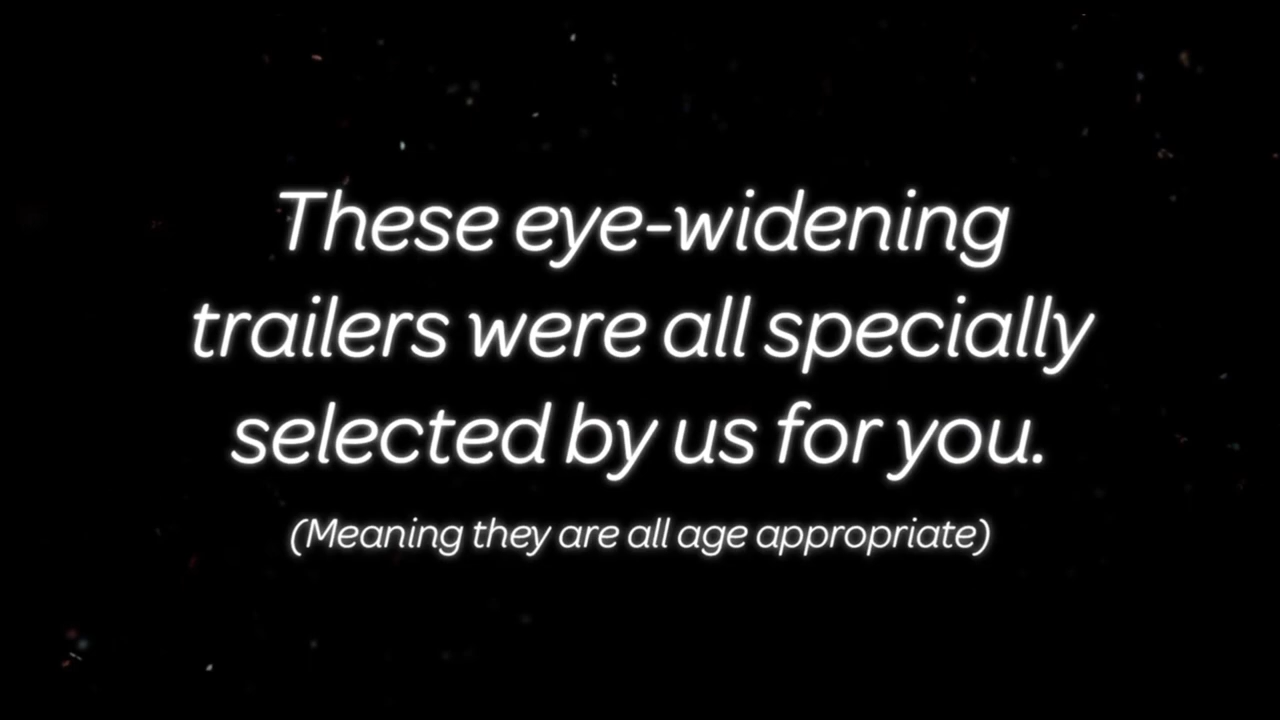 These eye-widening
trailers were all specially
selected by us for you.
(Meaning they are all age appropriate)